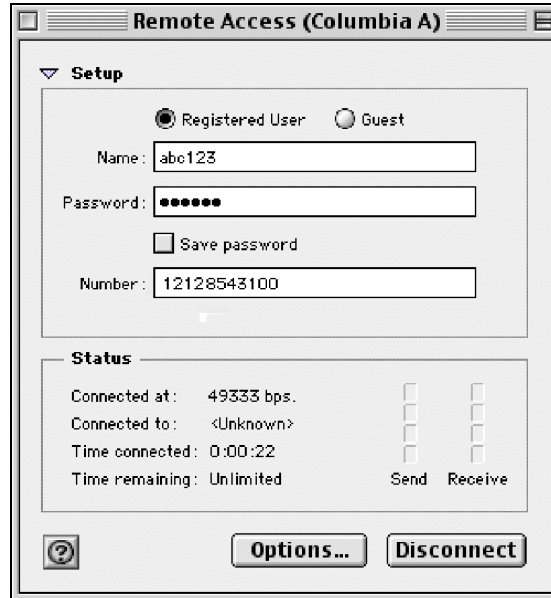 Remote Access (Columbia A)
Setup
Registered User Guest
Name: abc123
Password: ●●●●●●
Save password
Number: 12128543100
Status
Connected at: 49333 bps.
Connected to: <Unknown>
Time connected: 0:00:22
Time remaining: Unlimited
Send Receive
? Options... Disconnect